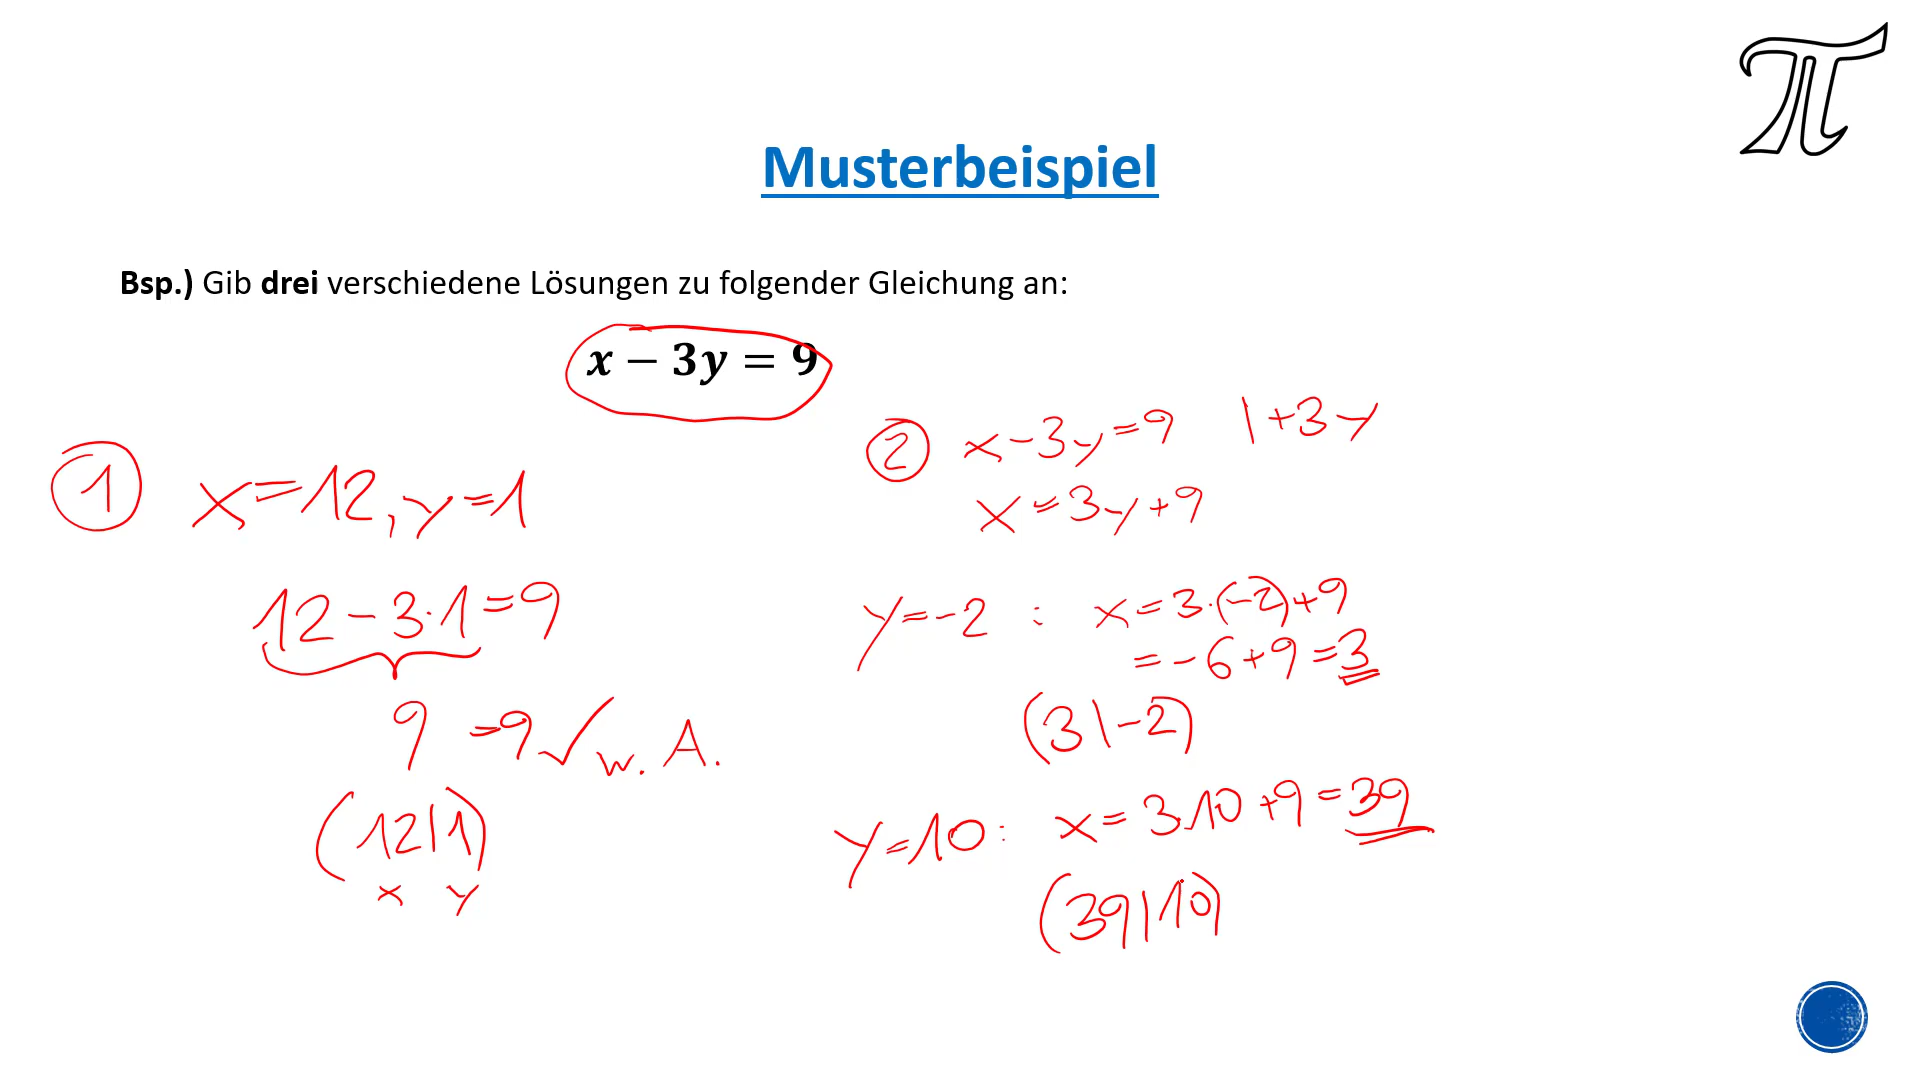 π
Musterbeispiel
Bsp.) Gib drei verschiedene Lösungen zu folgender Gleichung an:
x − 3y = 9
① x=12, y=1
12 − 3·1 = 9
9 = 9 ✓ w. A.
(12|1)
x y
② x−3y=9 |+3y
x=3y+9
y=−2 : x=3·(−2)+9
=−6+9=3
(3|−2)
y=10: x=3·10+9=39
(39|10)